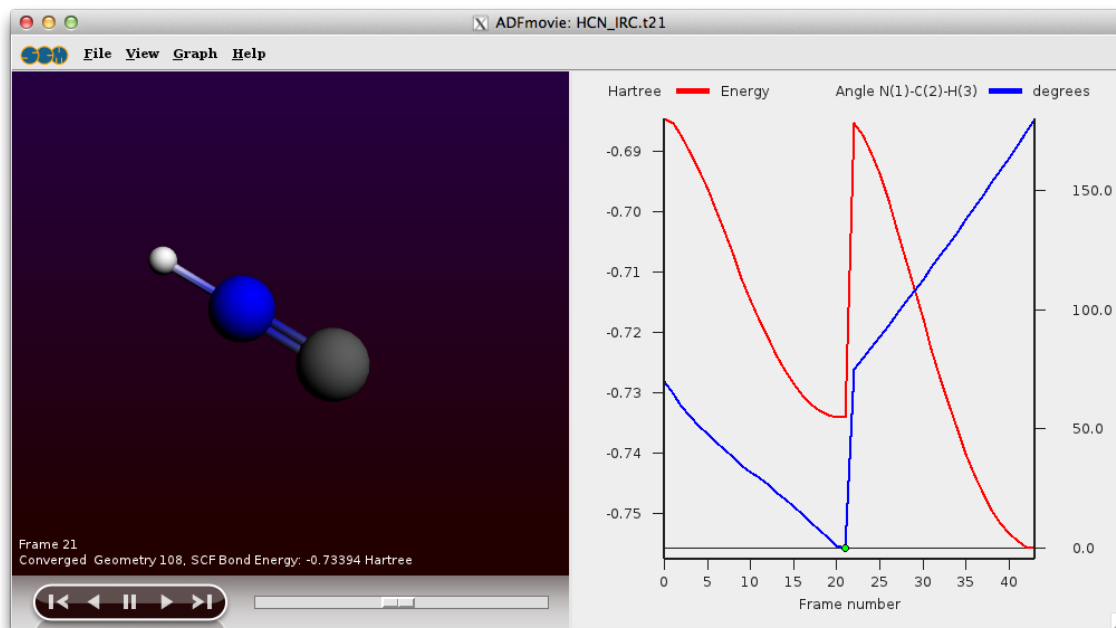 ADFmovie: HCN_IRC.t21
SCM File View Graph Help
Hartree Energy Angle N(1)-C(2)-H(3) degrees
-0.69
-0.70
-0.71
-0.72
-0.73
-0.74
-0.75
150.0
100.0
50.0
0.0
0 5 10 15 20 25 30 35 40
Frame number
Frame 21
Converged Geometry 108, SCF Bond Energy: -0.73394 Hartree